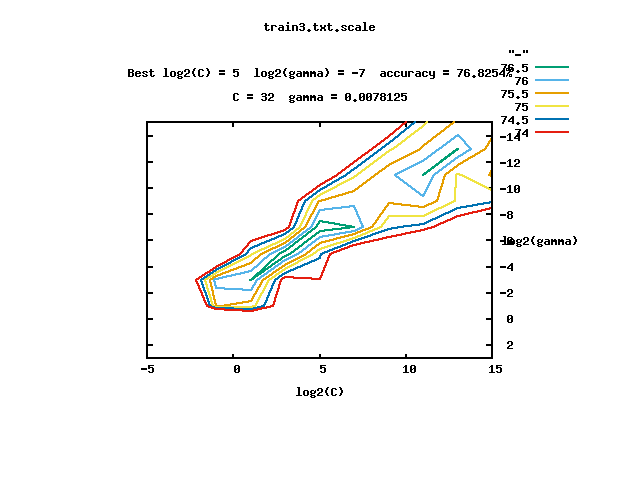 train3.txt.scale
"-"
Best log2(C) = 5  log2(gamma) = -7  accuracy = 76.8254%
76.5
76
C = 32  gamma = 0.0078125
75.5
75
74.5
74
-14
-12
-10
-8
-6
log2(gamma)
-4
-2
0
2
-5 0 5 10 15
log2(C)